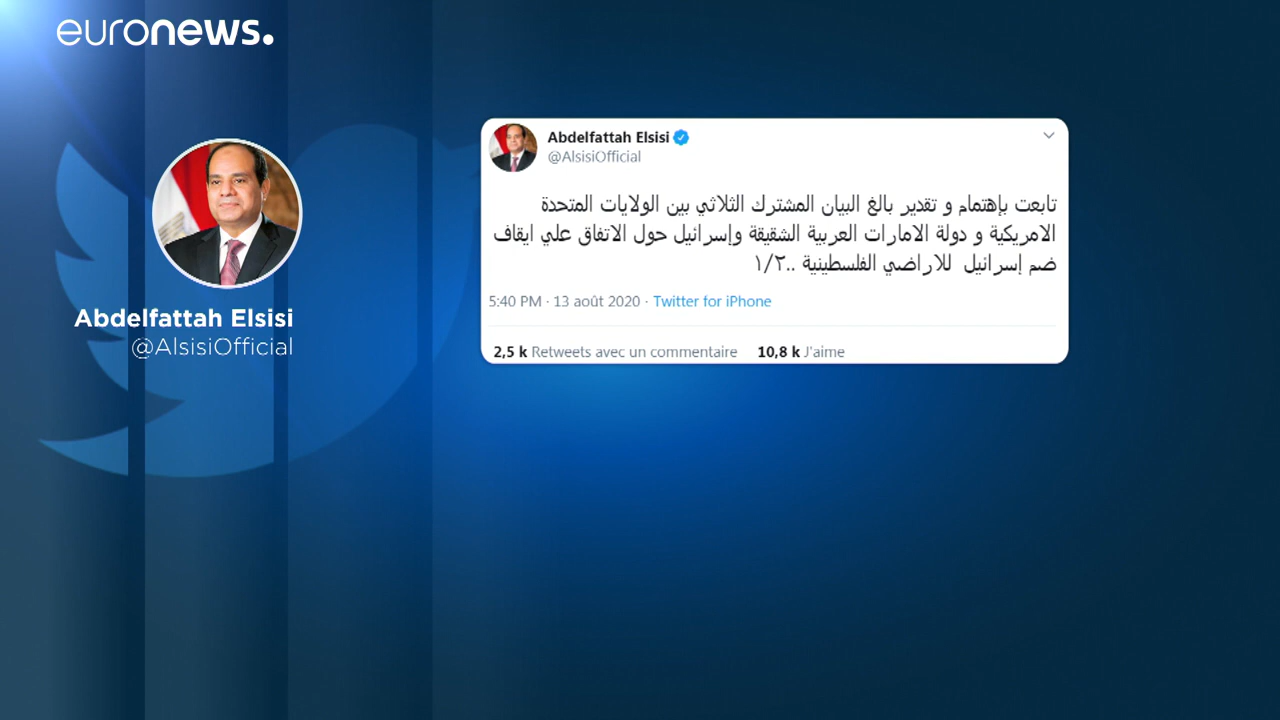 euronews.
Abdelfattah Elsisi
@AlsisiOfficial
Abdelfattah Elsisi
@AlsisiOfficial
تابعت بإهتمام و تقدير بالغ البيان المشترك الثلاثي بين الولايات المتحدة
الامريكية و دولة الامارات العربية الشقيقة وإسرائيل حول الاتفاق علي ايقاف
ضم إسرائيل للاراضي الفلسطينية ..١/٢
5:40 PM · 13 août 2020 · Twitter for iPhone
2,5 k Retweets avec un commentaire 10,8 k J'aime